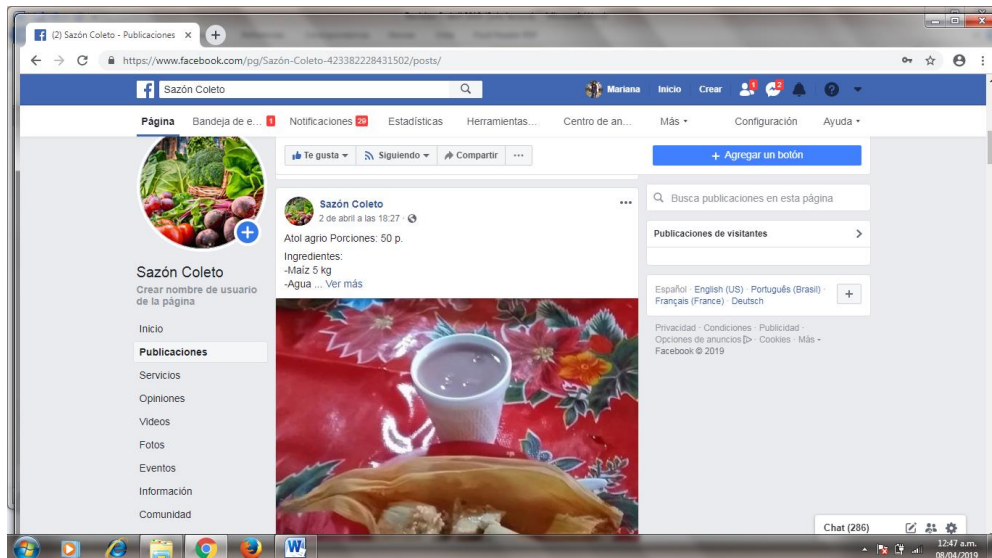 (2) Sazón Coleto - Publicaciones
https://www.facebook.com/pg/Sazón-Coleto-423382228431502/posts/
Sazón Coleto
Mariana Inicio Crear 1 2
Página Bandeja de e... 1 Notificaciones 29 Estadísticas Herramientas... Centro de an... Más Configuración Ayuda
Te gusta Siguiendo Compartir ...
+ Agregar un botón
Sazón Coleto
2 de abril a las 18:27 ·
Atol agrio Porciones: 50 p.
Ingredientes:
-Maíz 5 kg
-Agua ... Ver más
Busca publicaciones en esta página
Publicaciones de visitantes
Español · English (US) · Português (Brasil) ·
Français (France) · Deutsch
Privacidad · Condiciones · Publicidad ·
Opciones de anuncios · Cookies · Más
Facebook © 2019
Sazón Coleto
Crear nombre de usuario
de la página
Inicio
Publicaciones
Servicios
Opiniones
Videos
Fotos
Eventos
Información
Comunidad
Chat (286)
12:47 a.m.
08/04/2019